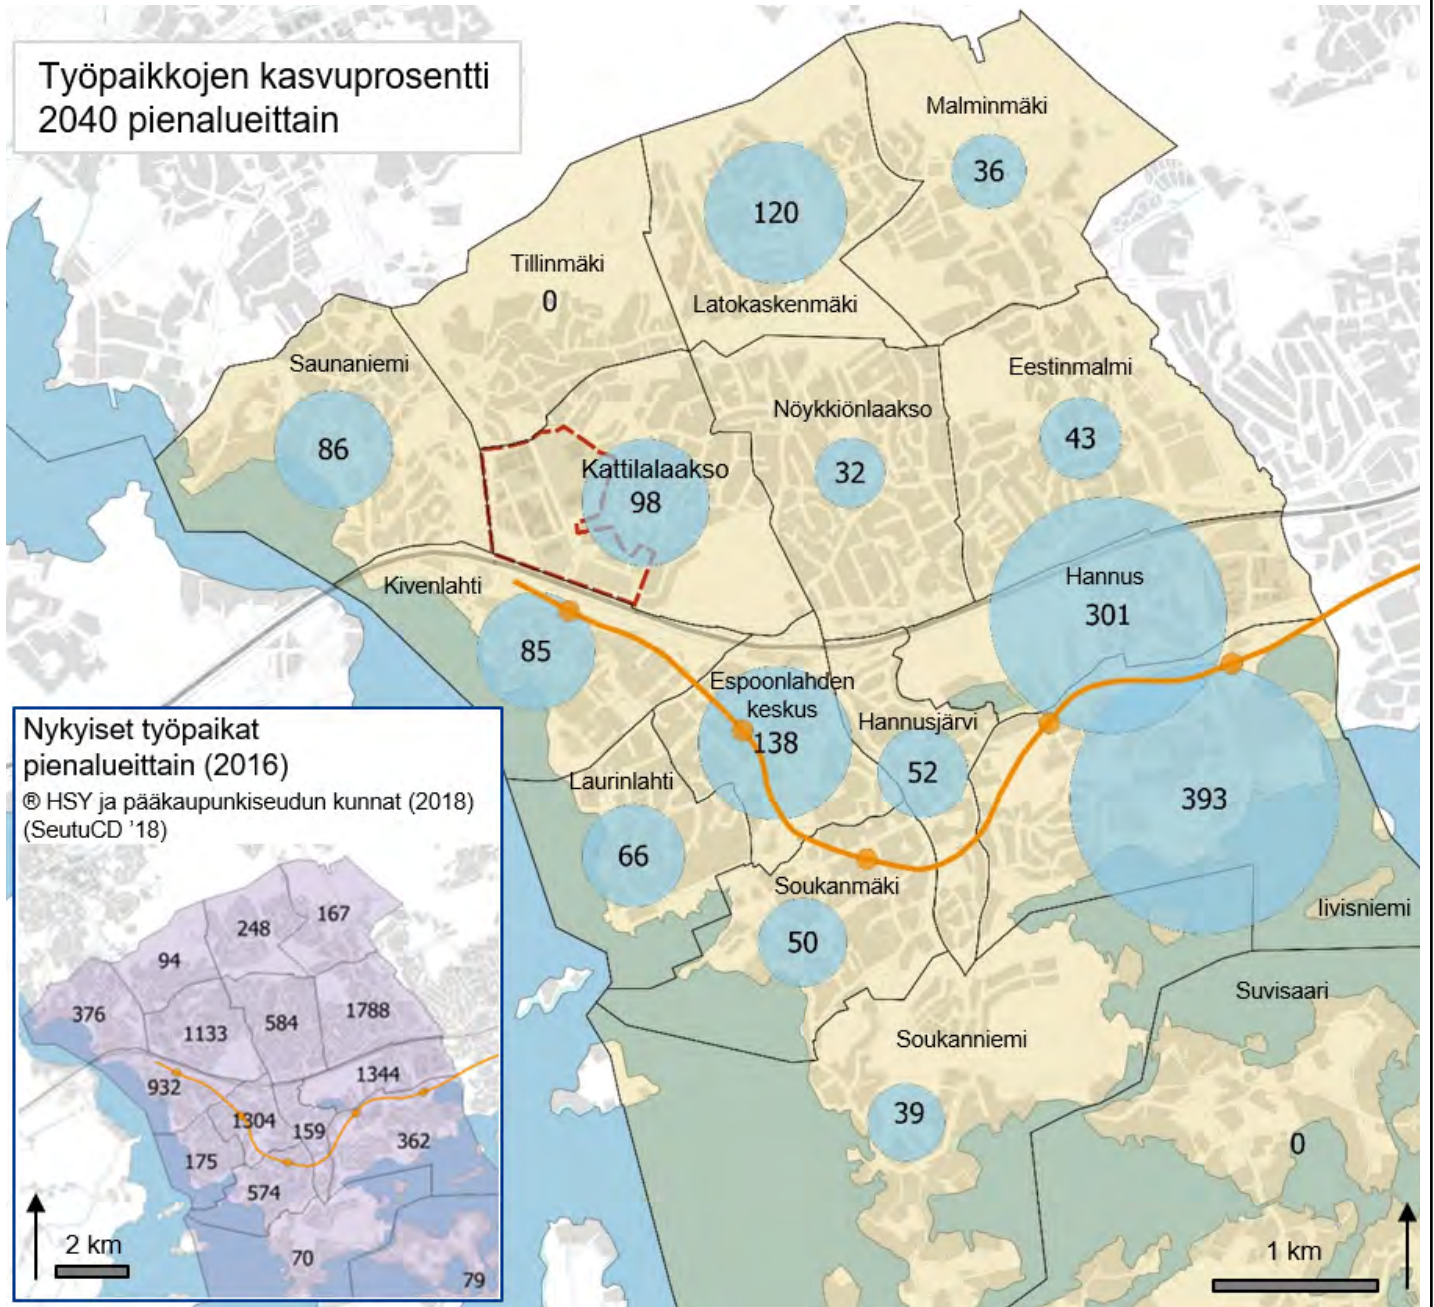 Työpaikkojen kasvuprosentti
2040 pienalueittain
Malminmäki
36
120
Latokaskenmäki
Tillinmäki
0
Saunaniemi
86
Eestinmalmi
43
Nöykkiönlaakso
32
Kattilalaakso
98
Kivenlahti
85
Hannus
301
Espoonlahden
keskus
138
Hannusjärvi
52
Laurinlahti
66
393
Iivisniemi
Soukanmäki
50
Suvisaari
0
Soukanniemi
39
1 km
Nykyiset työpaikat
pienalueittain (2016)
® HSY ja pääkaupunkiseudun kunnat (2018)
(SeutuCD ’18)
167
248
94
376
1133
584
1788
932
1344
1304
159
362
175
574
70
79
2 km